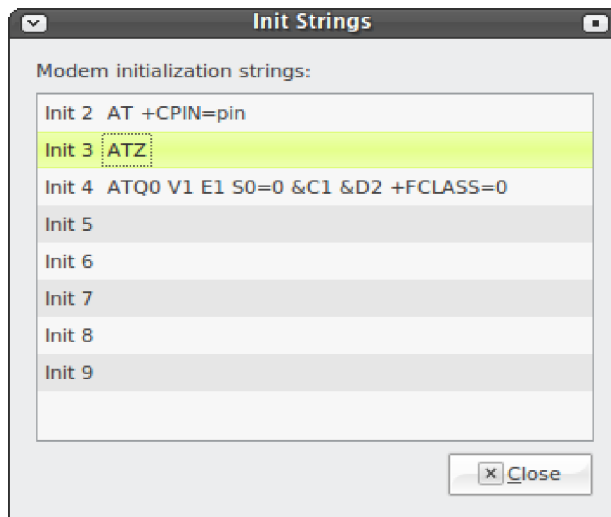 Init Strings
Modem initialization strings:
Init 2 AT +CPIN=pin
Init 3 ATZ
Init 4 ATQ0 V1 E1 S0=0 &C1 &D2 +FCLASS=0
Init 5
Init 6
Init 7
Init 8
Init 9
Close